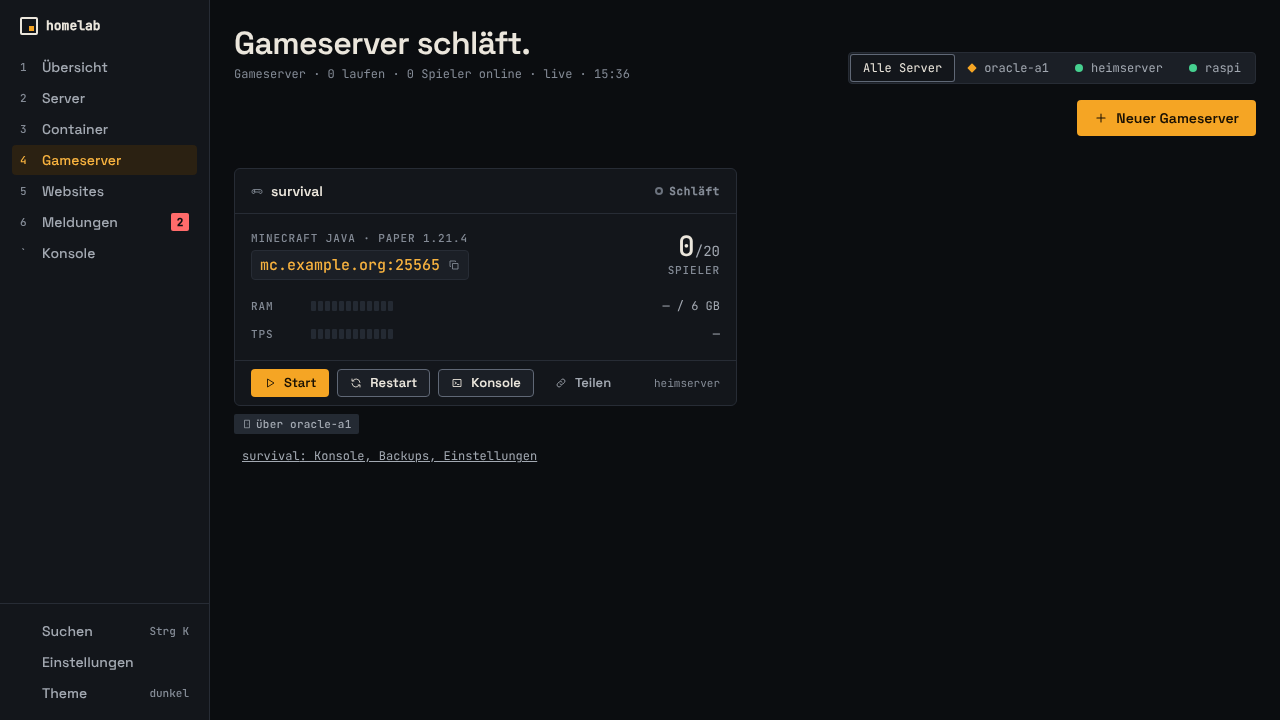 homelab
1 Übersicht
2 Server
3 Container
4 Gameserver
5 Websites
6 Meldungen 2
` Konsole
Suchen Strg K
Einstellungen
Theme dunkel
Gameserver schläft.
Gameserver · 0 laufen · 0 Spieler online · live · 15:36
Alle Server oracle-a1 heimserver raspi
+ Neuer Gameserver
survival Schläft
MINECRAFT JAVA · PAPER 1.21.4
mc.example.org:25565
0/20
SPIELER
RAM — / 6 GB
TPS —
Start Restart Konsole Teilen heimserver
über oracle-a1
survival: Konsole, Backups, Einstellungen